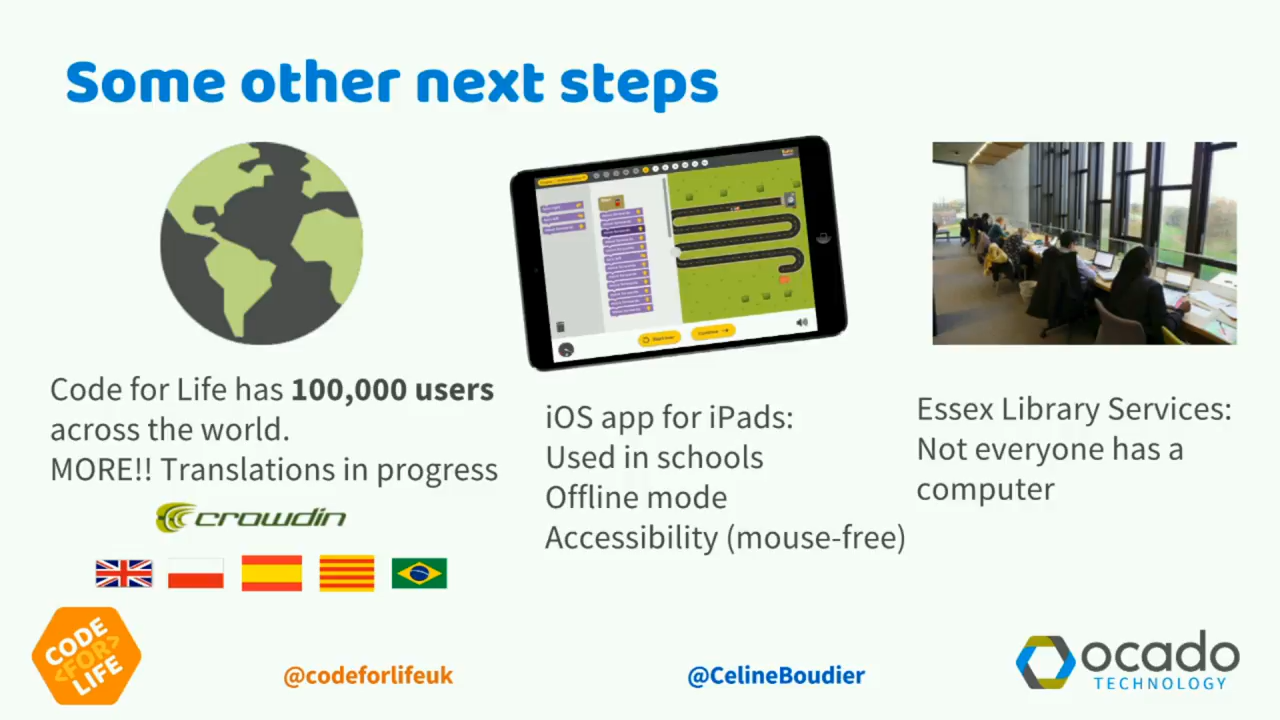 Some other next steps
Code for Life has 100,000 users
across the world.
MORE!! Translations in progress
crowdin
iOS app for iPads:
Used in schools
Offline mode
Accessibility (mouse-free)
Essex Library Services:
Not everyone has a
computer
CODE
<FOR>
LIFE
@codeforlifeuk
@CelineBoudier
ocado
TECHNOLOGY